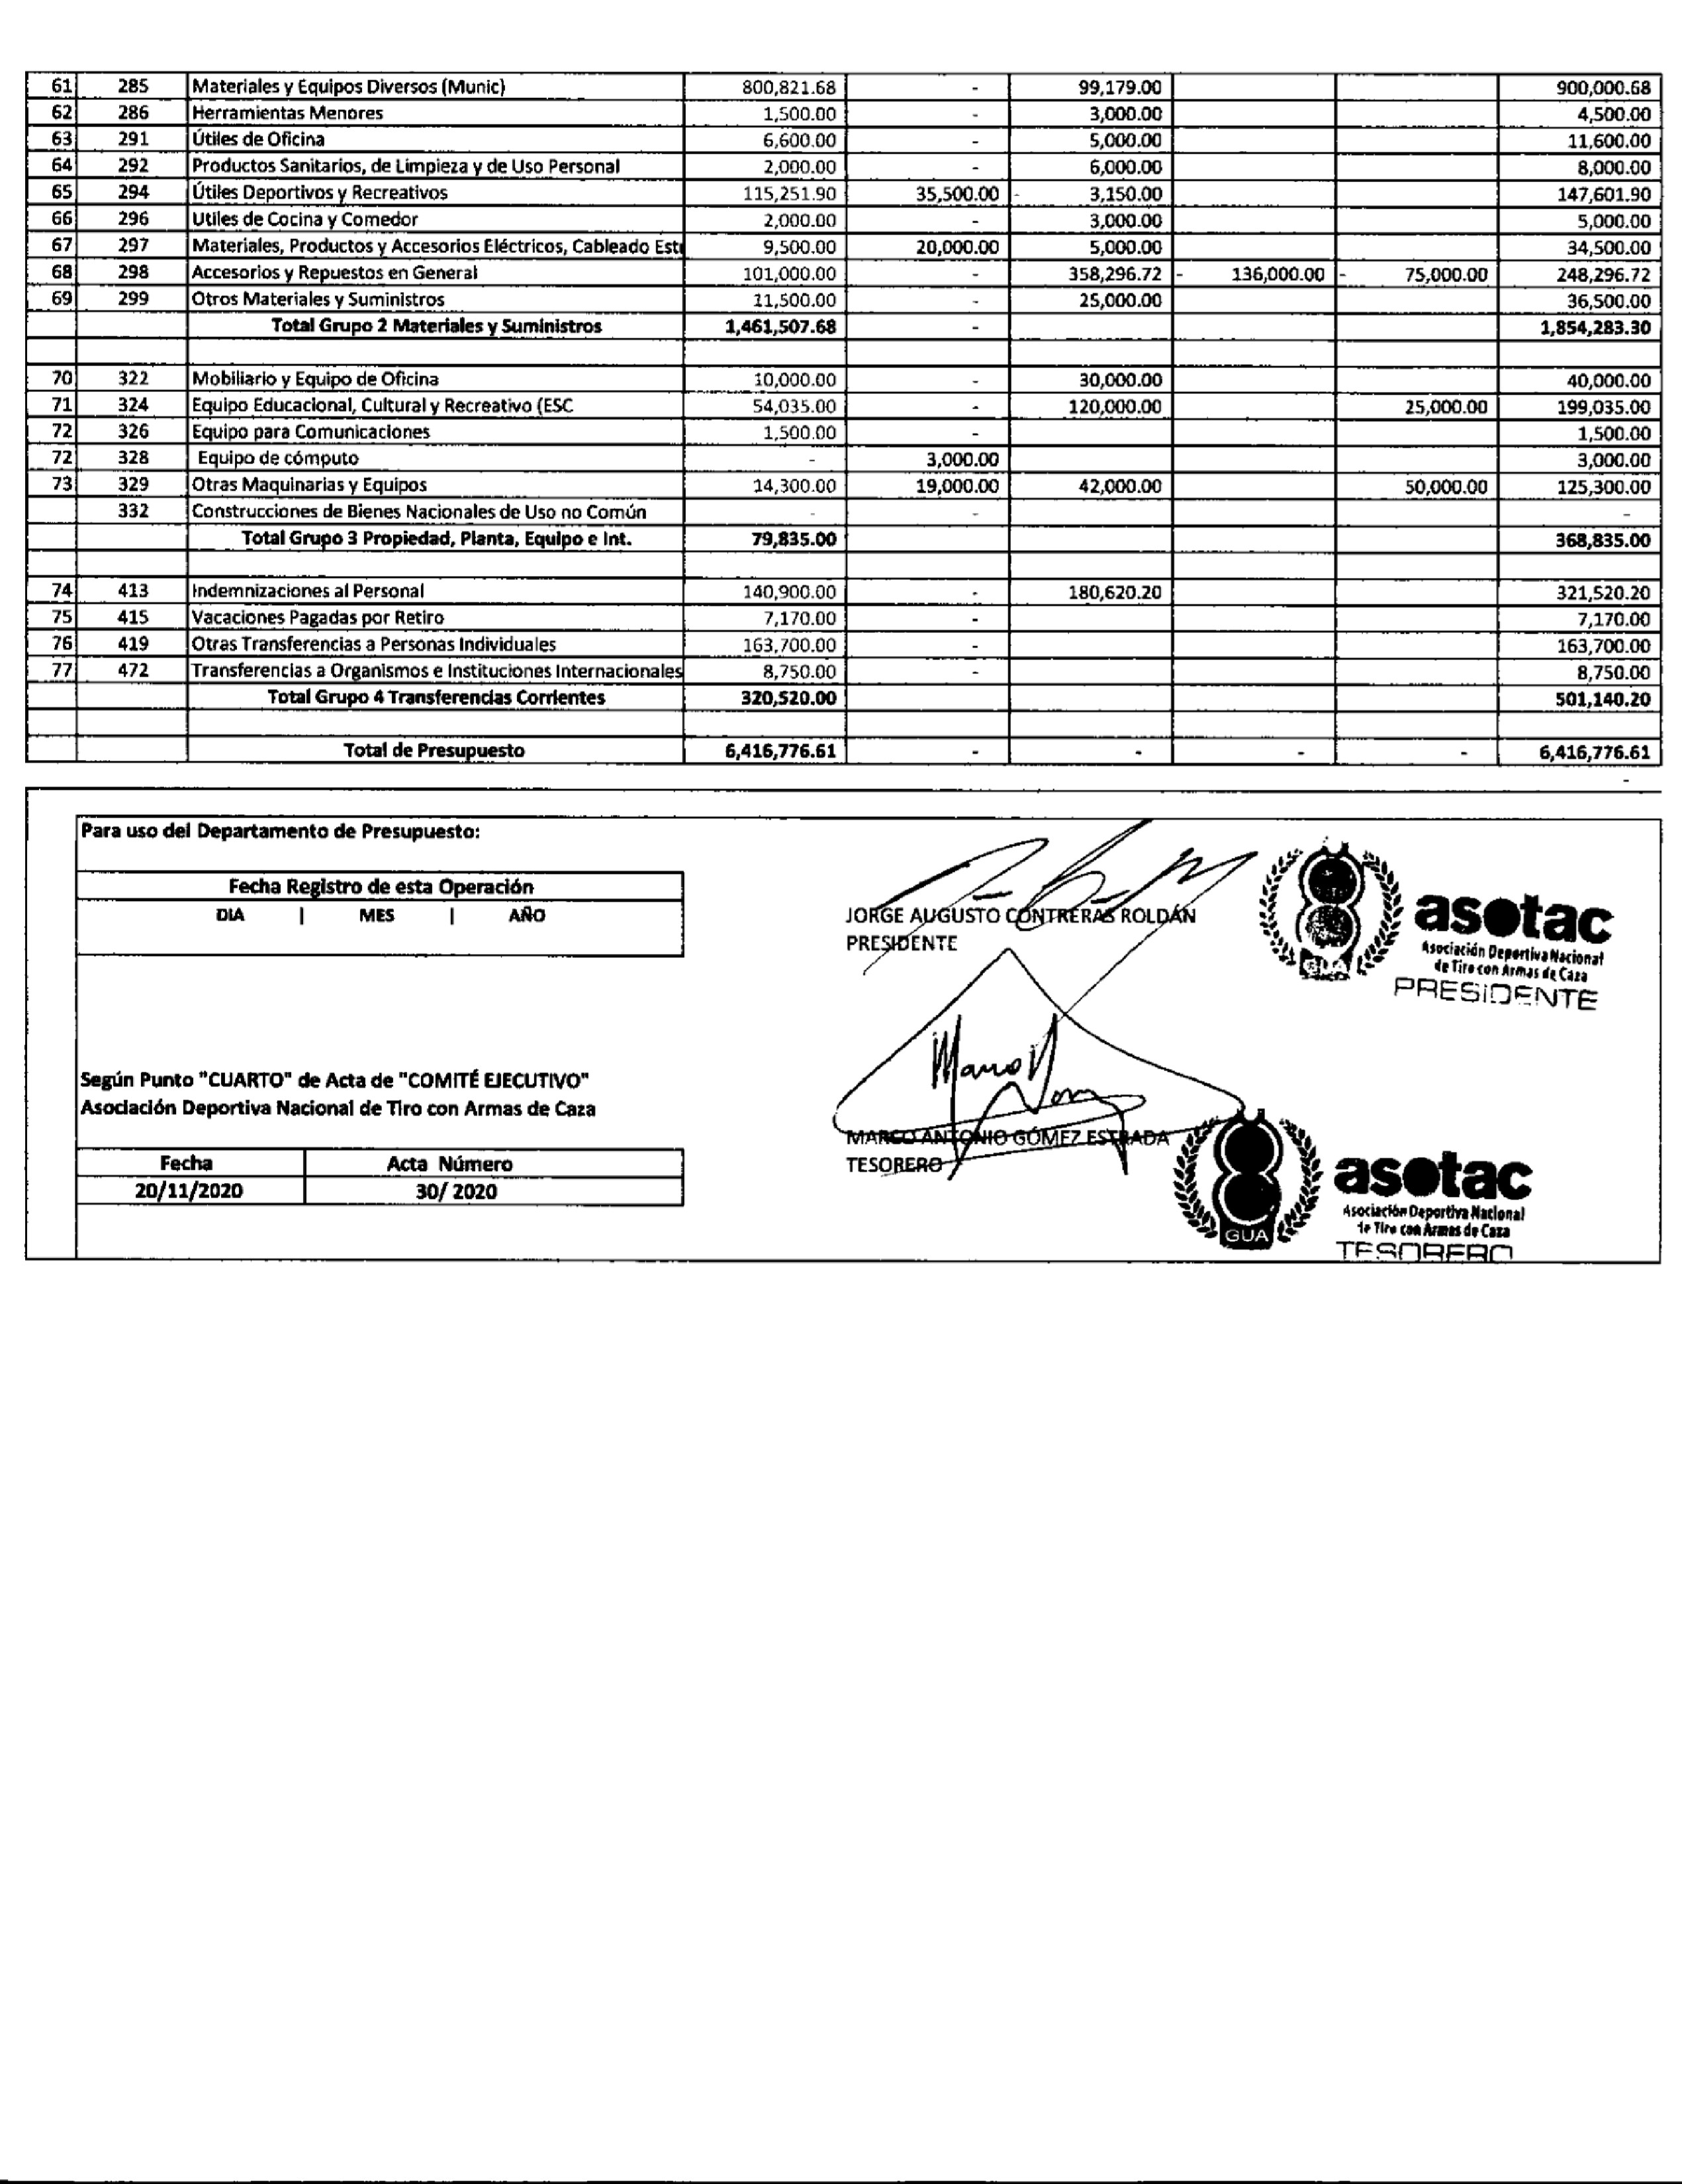 61 285 Materiales y Equipos Diversos (Munic) 800,821.68 - 99,179.00 900,000.68
62 286 Herramientas Menores 1,500.00 - 3,000.00 4,500.00
63 291 Útiles de Oficina 6,600.00 - 5,000.00 11,600.00
64 292 Productos Sanitarios, de Limpieza y de Uso Personal 2,000.00 - 6,000.00 8,000.00
65 294 Útiles Deportivos y Recreativos 115,251.90 35,500.00 - 3,150.00 147,601.90
66 296 Utiles de Cocina y Comedor 2,000.00 - 3,000.00 5,000.00
67 297 Materiales, Productos y Accesorios Eléctricos, Cableado Estr 9,500.00 20,000.00 5,000.00 34,500.00
68 298 Accesorios y Repuestos en General 101,000.00 - 358,296.72 - 136,000.00 - 75,000.00 248,296.72
69 299 Otros Materiales y Suministros 11,500.00 - 25,000.00 36,500.00
Total Grupo 2 Materiales y Suministros 1,461,507.68 - 1,854,283.30
70 322 Mobiliario y Equipo de Oficina 10,000.00 - 30,000.00 40,000.00
71 324 Equipo Educacional, Cultural y Recreativo (ESC 54,035.00 - 120,000.00 25,000.00 199,035.00
72 326 Equipo para Comunicaciones 1,500.00 - 1,500.00
72 328 Equipo de cómputo - 3,000.00 3,000.00
73 329 Otras Maquinarias y Equipos 14,300.00 19,000.00 42,000.00 50,000.00 125,300.00
332 Construcciones de Bienes Nacionales de Uso no Común - - -
Total Grupo 3 Propiedad, Planta, Equipo e Int. 79,835.00 368,835.00
74 413 Indemnizaciones al Personal 140,900.00 - 180,620.20 321,520.20
75 415 Vacaciones Pagadas por Retiro 7,170.00 - 7,170.00
76 419 Otras Transferencias a Personas Individuales 163,700.00 - 163,700.00
77 472 Transferencias a Organismos e Instituciones Internacionales 8,750.00 - 8,750.00
Total Grupo 4 Transferencias Corrientes 320,520.00 501,140.20
Total de Presupuesto 6,416,776.61 - - - - 6,416,776.61
-
Para uso del Departamento de Presupuesto:
Fecha Registro de esta Operación
DIA | MES | AÑO
JORGE AUGUSTO CONTRERAS ROLDÁN
PRESIDENTE
asotac
Asociación Deportiva Nacional
de Tiro con Armas de Caza
PRESIDENTE
GUA
Según Punto "CUARTO" de Acta de "COMITÉ EJECUTIVO"
Asociación Deportiva Nacional de Tiro con Armas de Caza
Fecha Acta Número
20/11/2020 30/ 2020
MARCO ANTONIO GÓMEZ ESTRADA
TESORERO
GUA
asotac
Asociación Deportiva Nacional
de Tiro con Armas de Caza
TESORERO